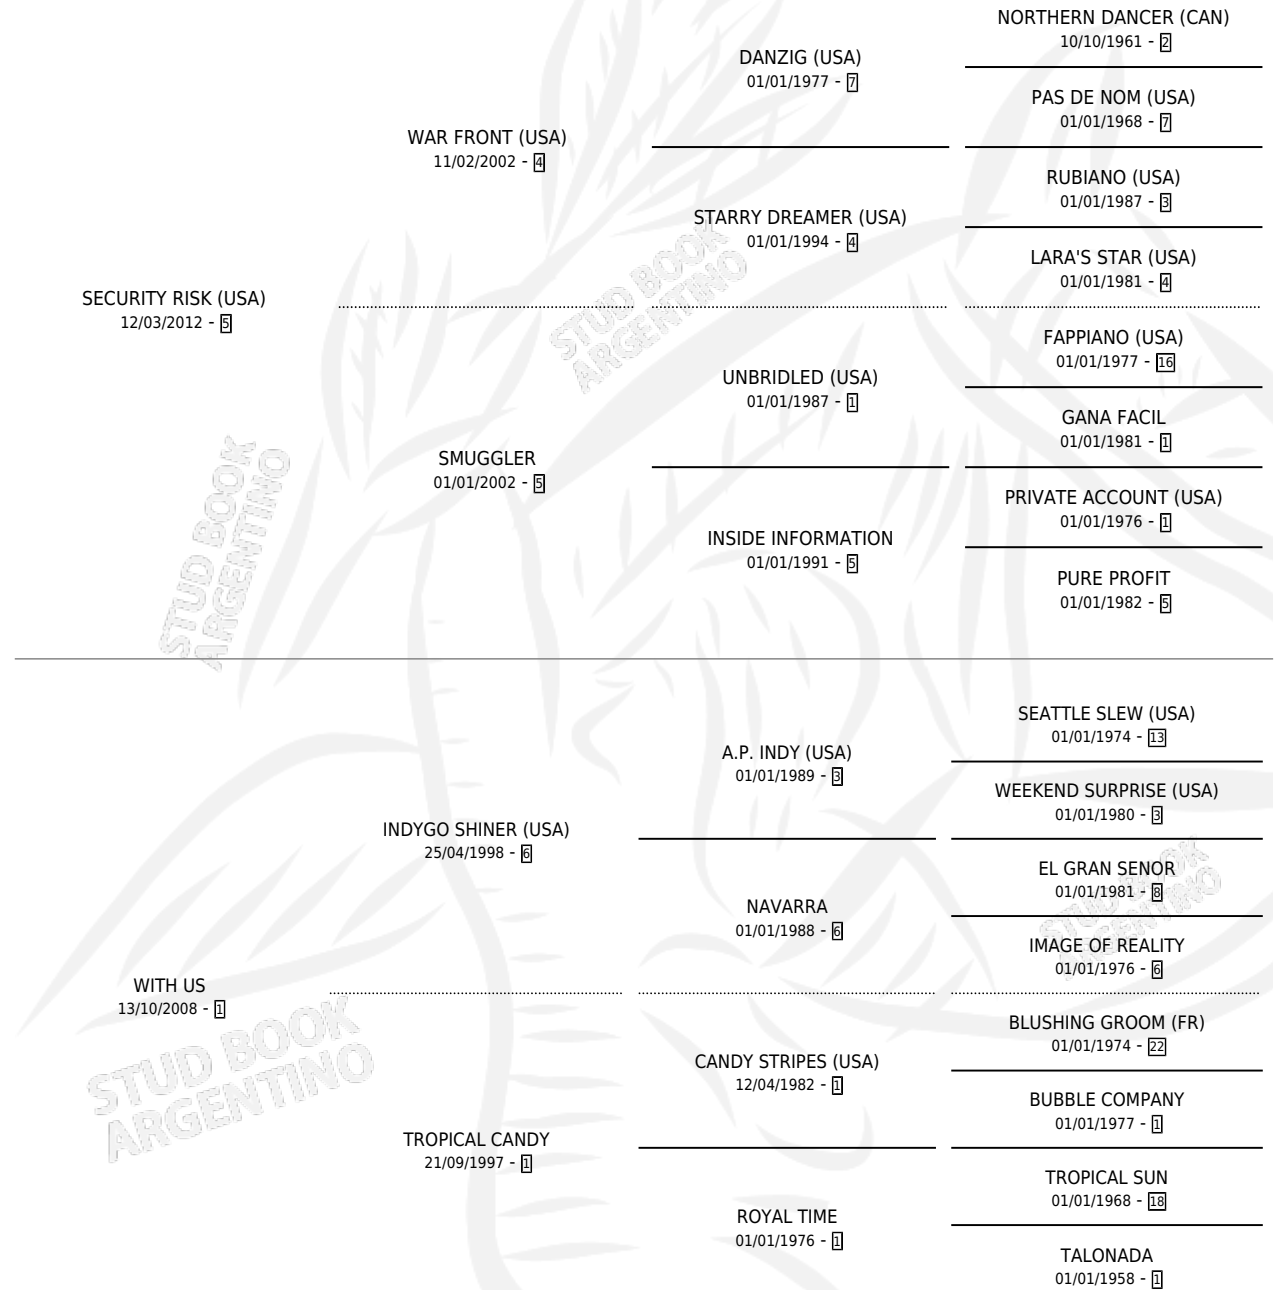 NORTHERN DANCER (CAN)
10/10/1961 - 2
DANZIG (USA)
01/01/1977 - 7
PAS DE NOM (USA)
01/01/1968 - 7
WAR FRONT (USA)
11/02/2002 - 4
RUBIANO (USA)
01/01/1987 - 3
STARRY DREAMER (USA)
01/01/1994 - 4
LARA'S STAR (USA)
01/01/1981 - 4
SECURITY RISK (USA)
12/03/2012 - 5
STUD BOOK
ARGENTINO
FAPPIANO (USA)
01/01/1977 - 16
UNBRIDLED (USA)
01/01/1987 - 1
GANA FACIL
01/01/1981 - 1
SMUGGLER
01/01/2002 - 5
PRIVATE ACCOUNT (USA)
01/01/1976 - 1
INSIDE INFORMATION
01/01/1991 - 5
PURE PROFIT
01/01/1982 - 5
STUD BOOK
ARGENTINO
SEATTLE SLEW (USA)
01/01/1974 - 13
A.P. INDY (USA)
01/01/1989 - 3
WEEKEND SURPRISE (USA)
01/01/1980 - 3
INDYGO SHINER (USA)
25/04/1998 - 6
EL GRAN SENOR
01/01/1981 - 8
NAVARRA
01/01/1988 - 6
STUD BOOK
ARGENTINO
IMAGE OF REALITY
01/01/1976 - 6
WITH US
13/10/2008 - 1
STUD BOOK
ARGENTINO
BLUSHING GROOM (FR)
01/01/1974 - 22
CANDY STRIPES (USA)
12/04/1982 - 1
BUBBLE COMPANY
01/01/1977 - 1
TROPICAL CANDY
21/09/1997 - 1
TROPICAL SUN
01/01/1968 - 18
ROYAL TIME
01/01/1976 - 1
TALONADA
01/01/1958 - 1